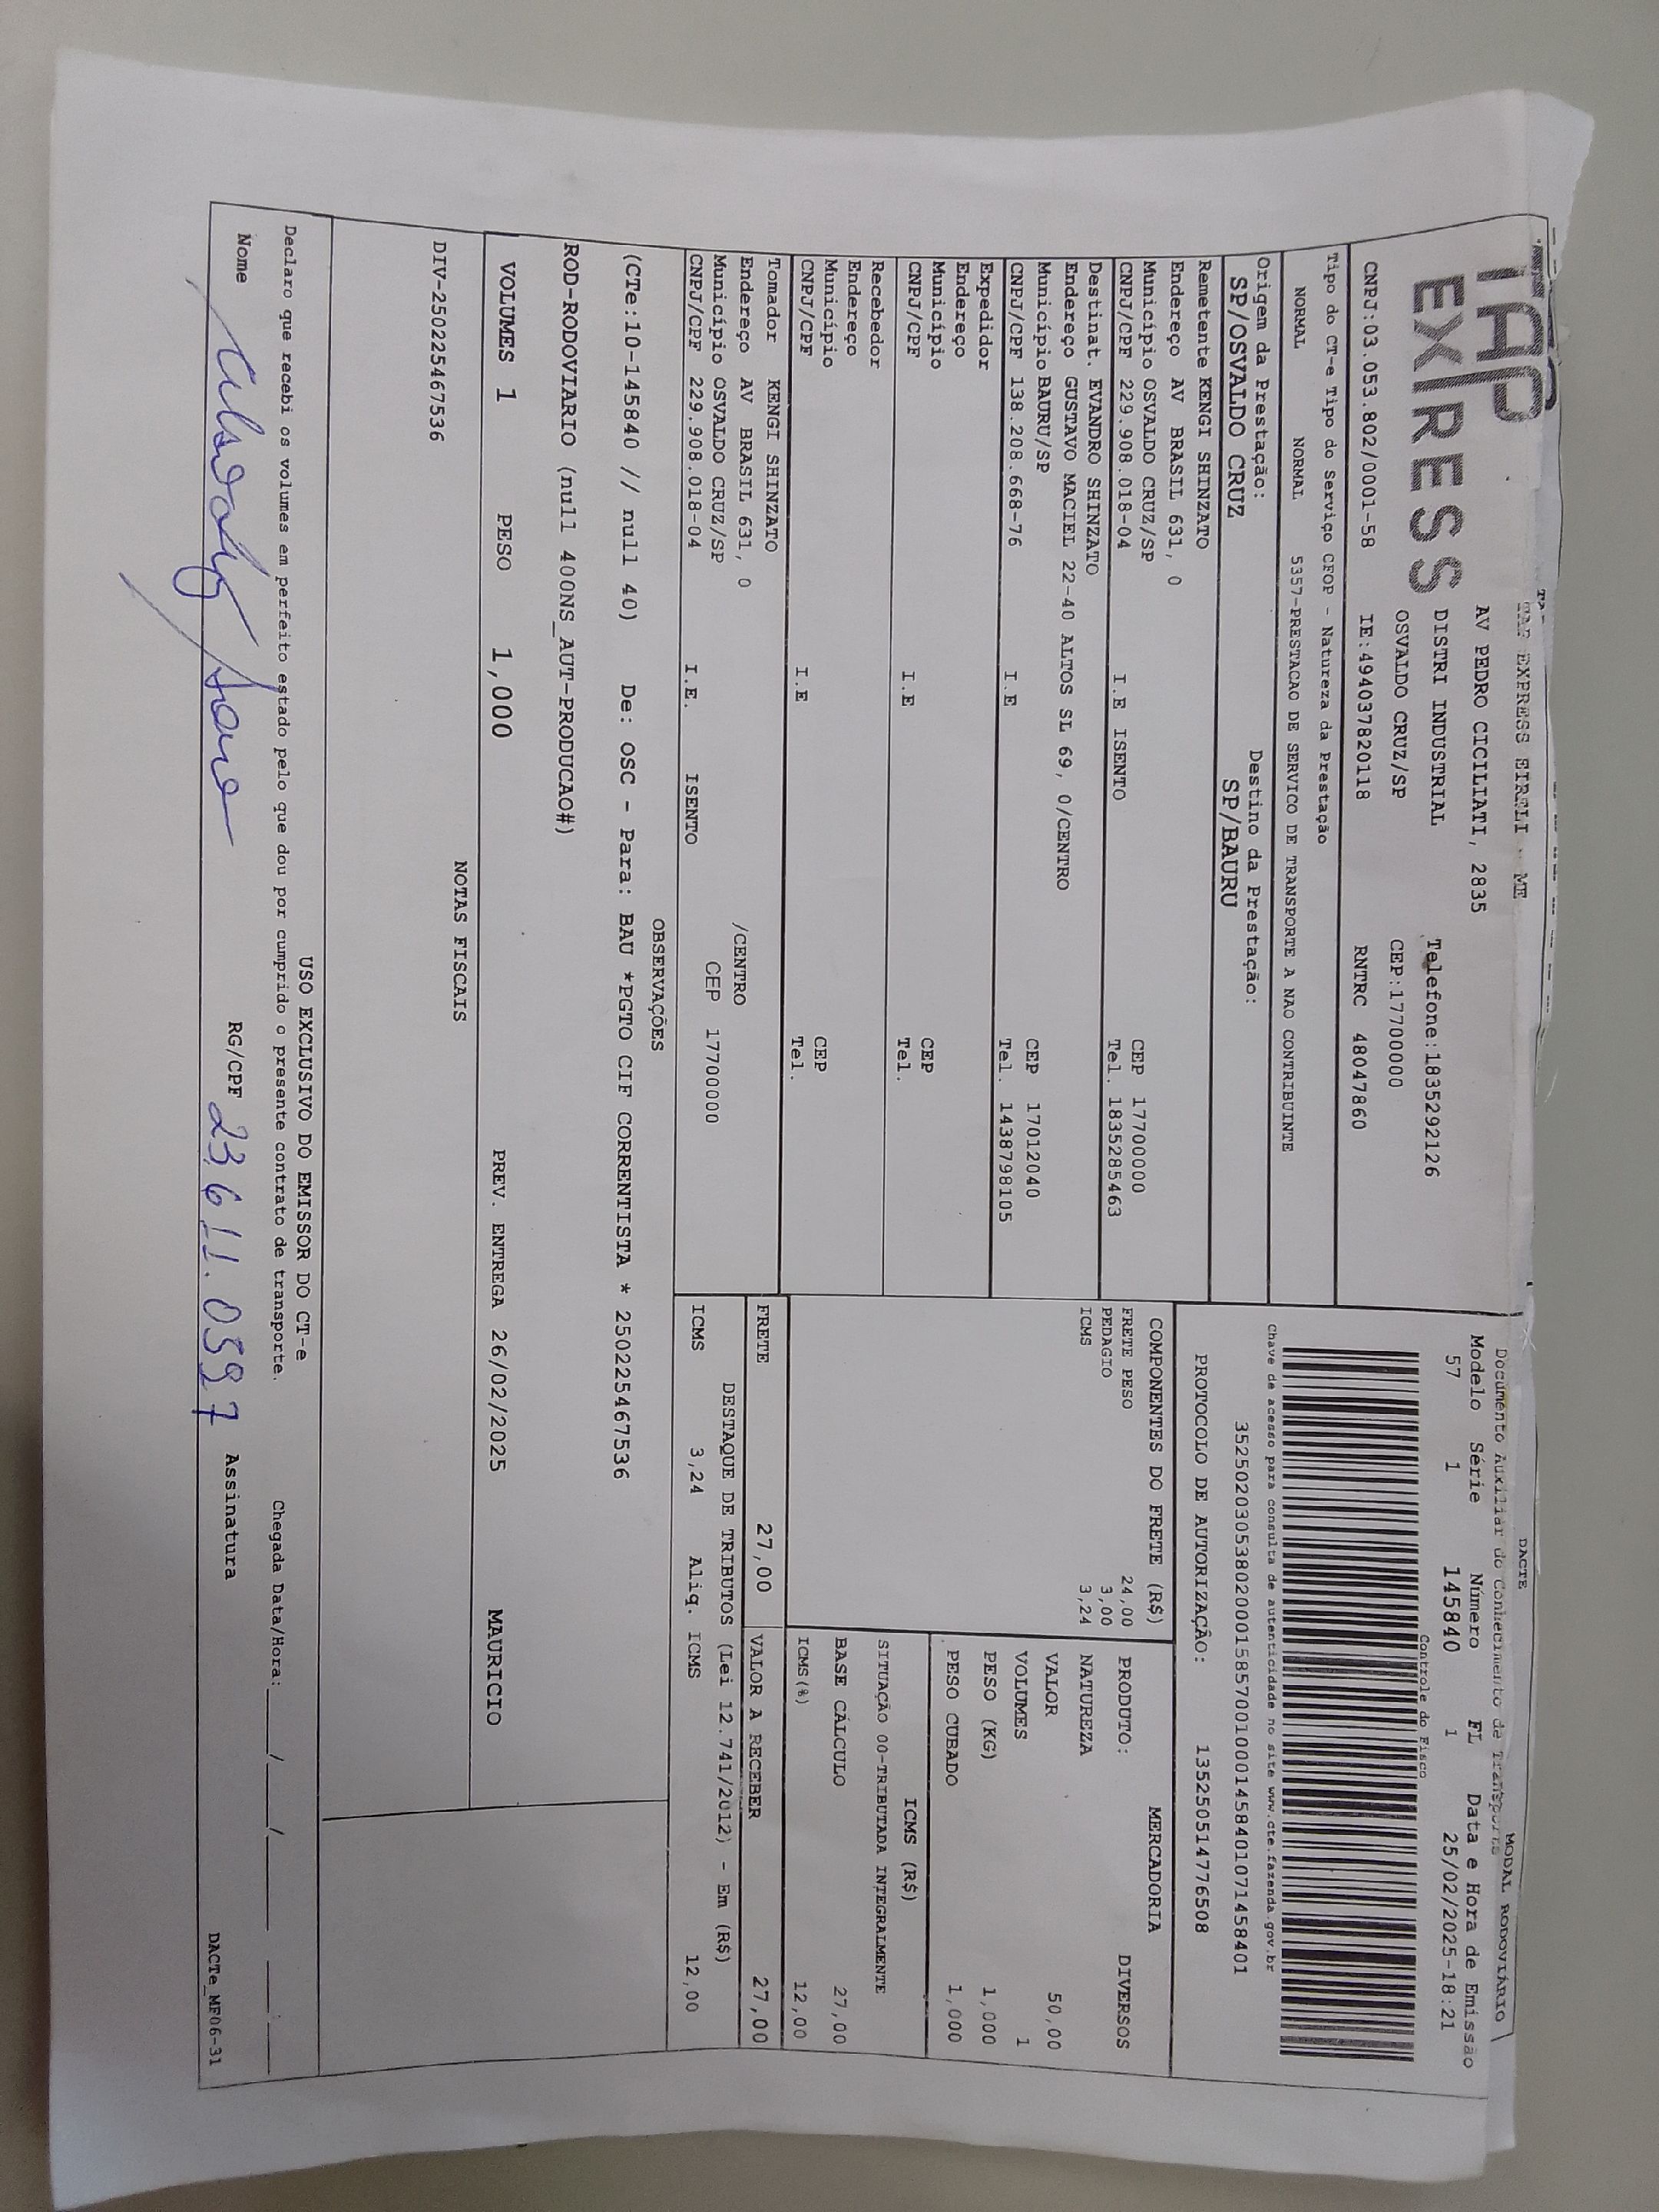 TAP
EXPRESS
TAP EXPRESS EIRELI - ME
AV PEDRO CICILIATI, 2835
DISTRI INDUSTRIAL Telefone:1835292126
OSVALDO CRUZ/SP CEP:17700000
CNPJ:03.053.802/0001-58 IE:494037820118 RNTRC 48047860
DACTE
Documento Auxiliar do Conhecimento de Transporte
MODAL RODOVIÁRIO
Modelo Série Número FL Data e Hora de Emissão
57 1 145840 1 25/02/2025-18:21
Controle do Fisco
Chave de acesso para consulta de autenticidade no site www.cte.fazenda.gov.br
35250203053802000158570010001458401071458401
PROTOCOLO DE AUTORIZAÇÃO: 135250514776508
Tipo do CT-e Tipo do Serviço CFOP - Natureza da Prestação
NORMAL NORMAL 5357-PRESTACAO DE SERVICO DE TRANSPORTE A NAO CONTRIBUINTE
Origem da Prestação: Destino da Prestação:
SP/OSVALDO CRUZ SP/BAURU
Remetente KENGI SHINZATO
Endereço AV BRASIL 631, 0
Município OSVALDO CRUZ/SP CEP 17700000
CNPJ/CPF 229.908.018-04 I.E ISENTO Tel. 1835285463
Destinat. EVANDRO SHINZATO
Endereço GUSTAVO MACIEL 22-40 ALTOS SL 69, 0/CENTRO
Município BAURU/SP CEP 17012040
CNPJ/CPF 138.208.668-76 I.E Tel. 1438798105
Expedidor
Endereço
Município CEP
CNPJ/CPF I.E Tel.
Recebedor
Endereço
Município CEP
CNPJ/CPF I.E Tel.
Tomador KENGI SHINZATO
Endereço AV BRASIL 631, 0 /CENTRO
Município OSVALDO CRUZ/SP CEP 17700000
CNPJ/CPF 229.908.018-04 I.E. ISENTO
COMPONENTES DO FRETE (R$)
FRETE PESO 24,00
PEDAGIO 3,00
ICMS 3,24
MERCADORIA
PRODUTO: DIVERSOS
NATUREZA
VALOR 50,00
VOLUMES 1
PESO (KG) 1,000
PESO CUBADO 1,000
ICMS (R$)
SITUAÇÃO 00-TRIBUTADA INTEGRALMENTE
BASE CÁLCULO 27,00
ICMS(%) 12,00
FRETE 27,00 VALOR A RECEBER 27,00
DESTAQUE DE TRIBUTOS (Lei 12.741/2012) - Em (R$)
ICMS 3,24 Aliq. ICMS 12,00
OBSERVAÇÕES
(CTe:10-145840 // null 40) De: OSC - Para: BAU *PGTO CIF CORRENTISTA * 250225467536
ROD-RODOVIARIO (null 400NS_AUT-PRODUCAO#)
VOLUMES 1 PESO 1,000 PREV. ENTREGA 26/02/2025 MAURICIO
NOTAS FISCAIS
DIV-250225467536
USO EXCLUSIVO DO EMISSOR DO CT-e
Declaro que recebi os volumes em perfeito estado pelo que dou por cumprido o presente contrato de transporte. Chegada Data/Hora:____/____/______ ____:____
Nome RG/CPF 23.611.059 7 Assinatura
DACTe_MF06-31